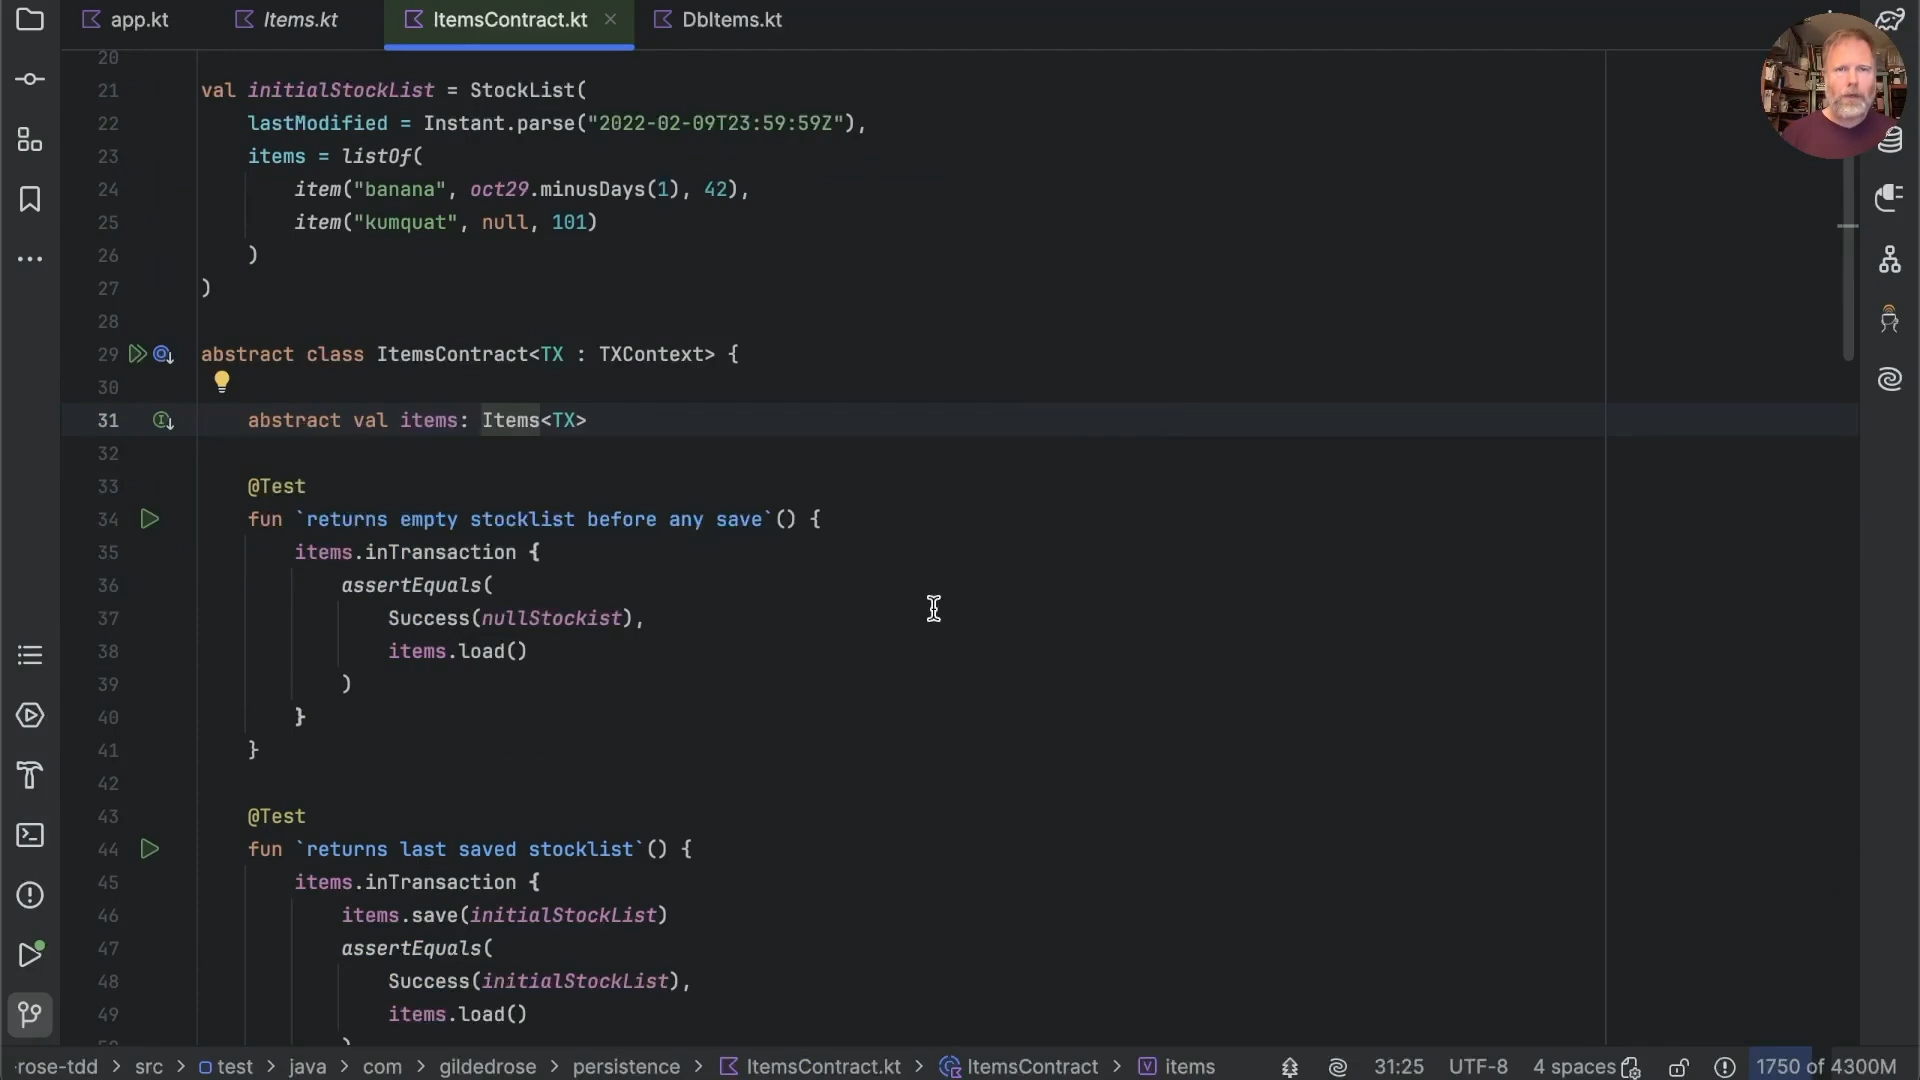 app.kt
Items.kt
ItemsContract.kt
DbItems.kt
20
21 val initialStockList = StockList(
22 lastModified = Instant.parse("2022-02-09T23:59:59Z"),
23 items = listOf(
24 item("banana", oct29.minusDays(1), 42),
25 item("kumquat", null, 101)
26 )
27 )
28
29 abstract class ItemsContract<TX : TXContext> {
30
31 abstract val items: Items<TX>
32
33 @Test
34 fun `returns empty stocklist before any save`() {
35 items.inTransaction {
36 assertEquals(
37 Success(nullStockist),
38 items.load()
39 )
40 }
41 }
42
43 @Test
44 fun `returns last saved stocklist`() {
45 items.inTransaction {
46 items.save(initialStockList)
47 assertEquals(
48 Success(initialStockList),
49 items.load()
)
-rose-tdd > src > test > java > com > gildedrose > persistence > ItemsContract.kt > ItemsContract > items 31:25 UTF-8 4 spaces 1750 of 4300M